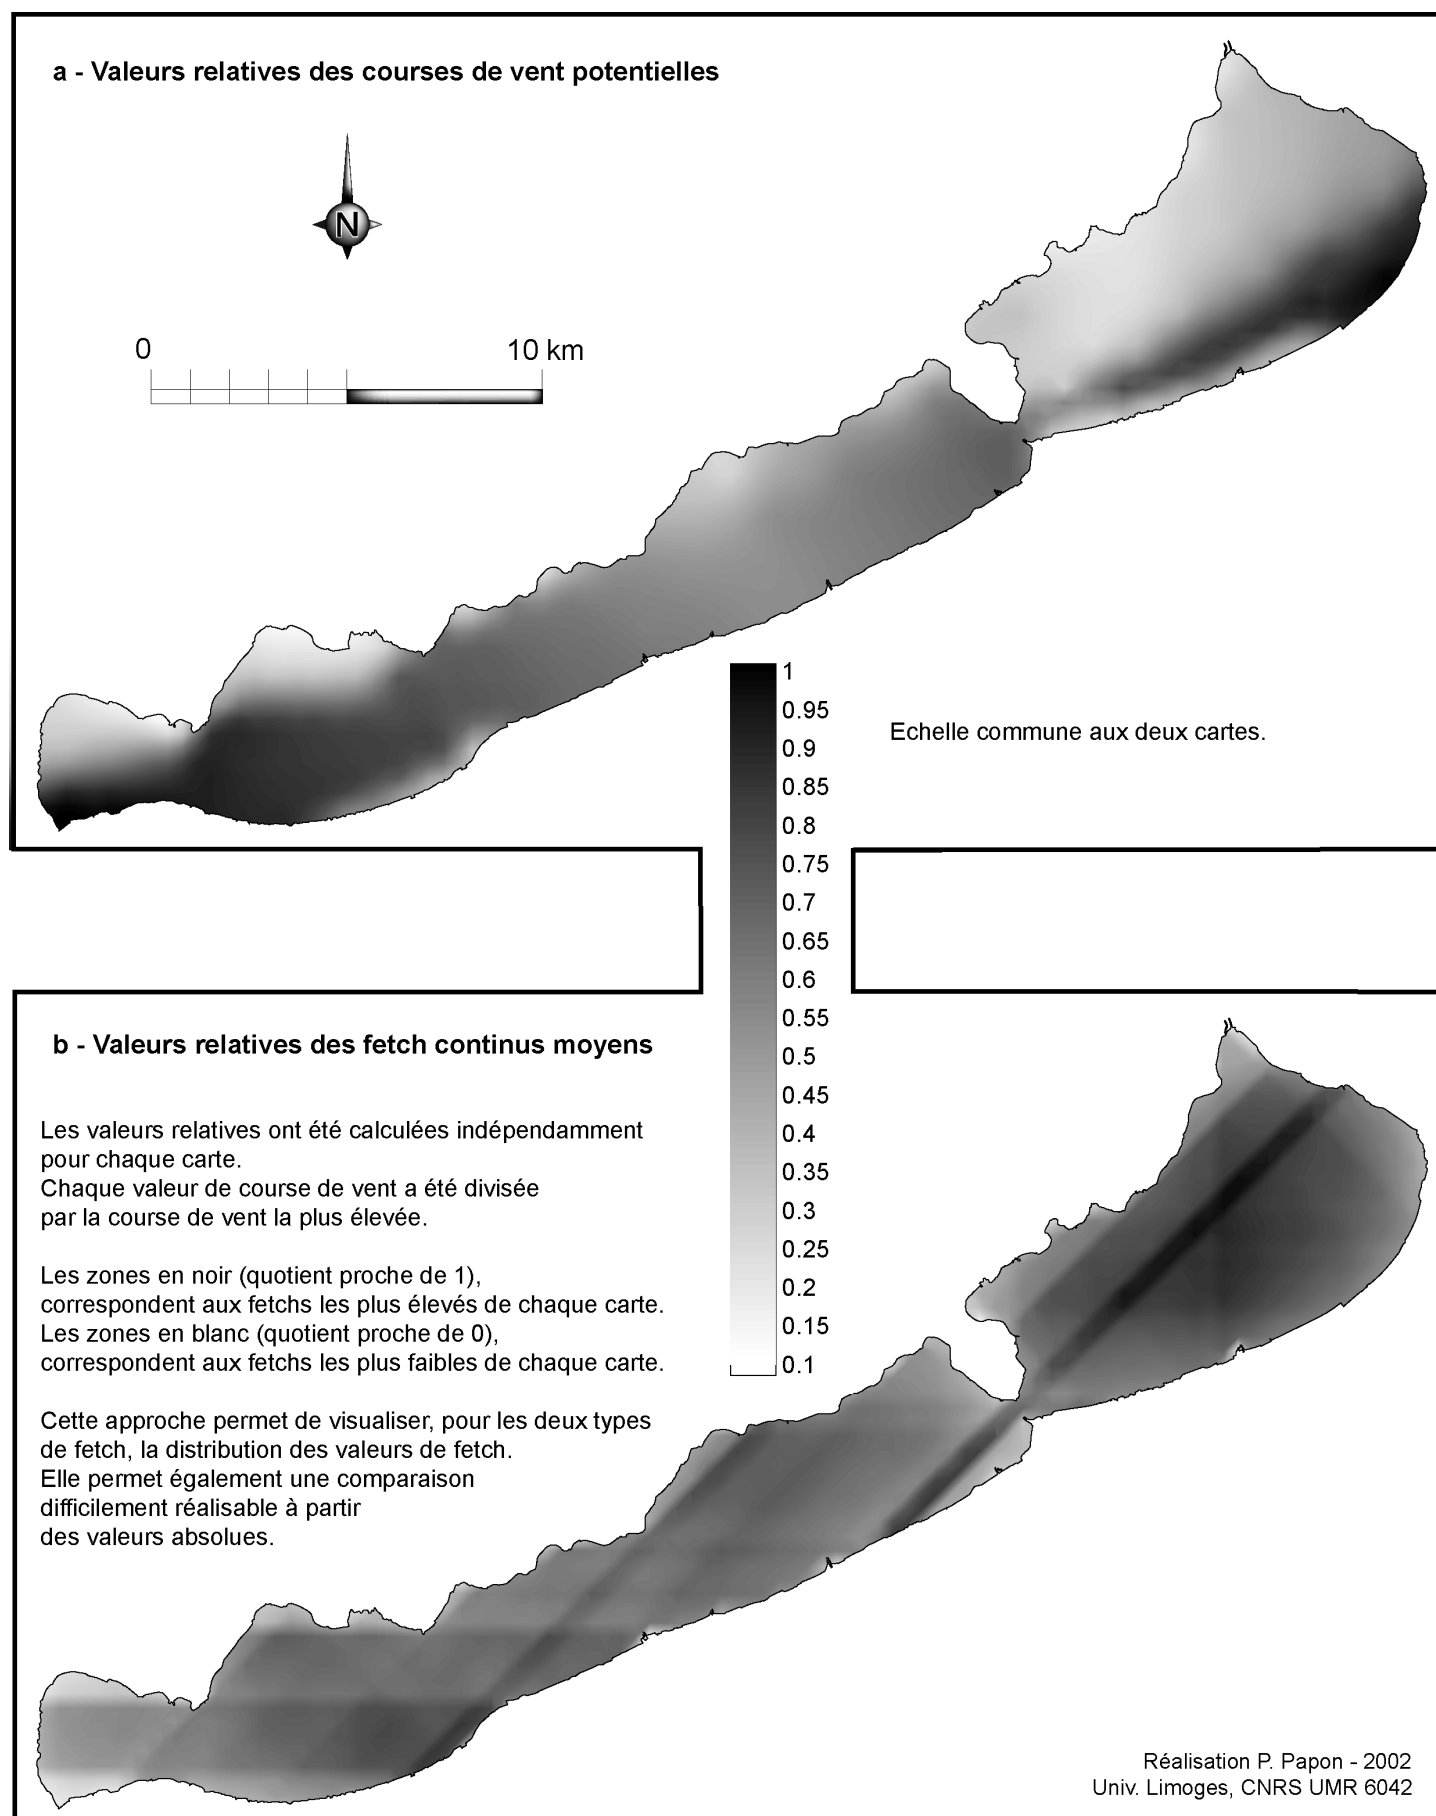 a - Valeurs relatives des courses de vent potentielles
N
0 10 km
1
0.95
Echelle commune aux deux cartes.
0.9
0.85
0.8
0.75
0.7
0.65
0.6
0.55
0.5
0.45
0.4
0.35
0.3
0.25
0.2
0.15
0.1
b - Valeurs relatives des fetch continus moyens
Les valeurs relatives ont été calculées indépendamment
pour chaque carte.
Chaque valeur de course de vent a été divisée
par la course de vent la plus élevée.
Les zones en noir (quotient proche de 1),
correspondent aux fetchs les plus élevés de chaque carte.
Les zones en blanc (quotient proche de 0),
correspondent aux fetchs les plus faibles de chaque carte.
Cette approche permet de visualiser, pour les deux types
de fetch, la distribution des valeurs de fetch.
Elle permet également une comparaison
difficilement réalisable à partir
des valeurs absolues.
Réalisation P. Papon - 2002
Univ. Limoges, CNRS UMR 6042